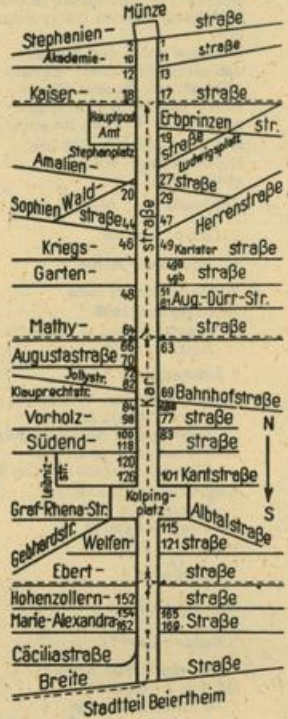 Münze
Stephanien- straße
2 1
Akademie- 10 11 straße
12 13
Kaiser- 18 17 straße
Hauptpost Amt Erbprinzen str.
19 straße
Stephanplatz Ludwigsplatz
Amalien- 27 straße
20 29
Sophien Wald- straße 44 47 Herrenstraße
Kriegs- 46 49 Karlstor straße
Garten- 49a straße
49b
48 51
61 Aug.-Dürr-Str.
Mathy- 64 straße
Augustastraße 66 63
70
Jollystr. 72
Klauprechtstr. 82 69 Bahnhofstraße
84
Vorholz- 98 77 straße
Südend- 100 83 straße
118
Leibniz-str. 120
126 101 Kantstraße
Karl straße
N
S
Kolping-platz
Graf-Rhena-Str. Albtalstraße
Gebhardstr. 115
Welfen- 121 straße
Ebert- straße
Hohenzollern- 152 straße
Marie-Alexandra- 154 165 Straße
162 169
Cäciliastraße
Breite Straße
Stadtteil Beiertheim